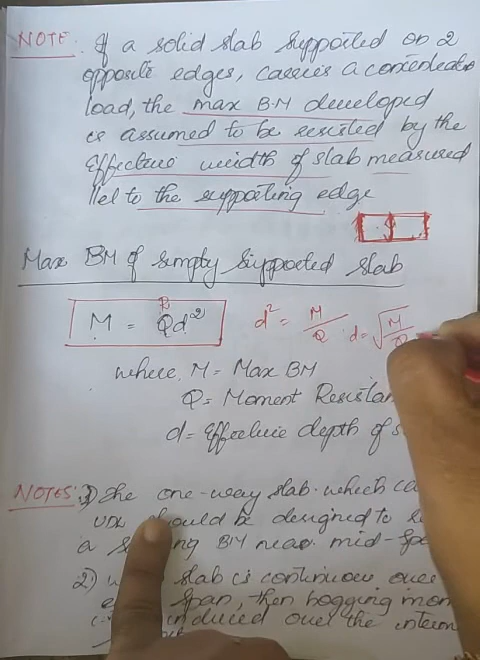 NOTE: If a solid slab supported on 2
opposite edges, carries a concentrated
load, the max B.M developed
is assumed to be resisted by the
effective width of slab measured
llel to the supporting edge
Max BM of simply supported slab
M = Qd²
R
d² = M/Q d = √M/Q
where, M = Max BM
Q = Moment Resistan
d = Effective depth of s
NOTES: 1) The one-way slab which ca
UDL should be designed to
a BM near mid-spa
2) slab is continuous over
span, then hogging mom
induced over the interm